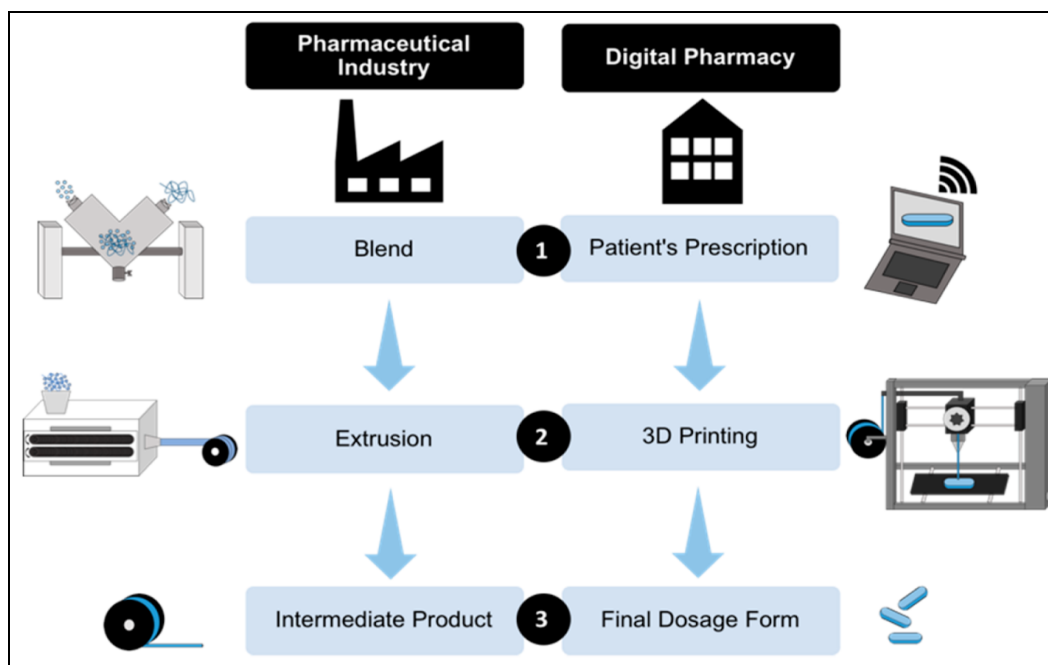 Pharmaceutical
Industry
Digital Pharmacy
Blend
1
Patient's Prescription
Extrusion
2
3D Printing
Intermediate Product
3
Final Dosage Form